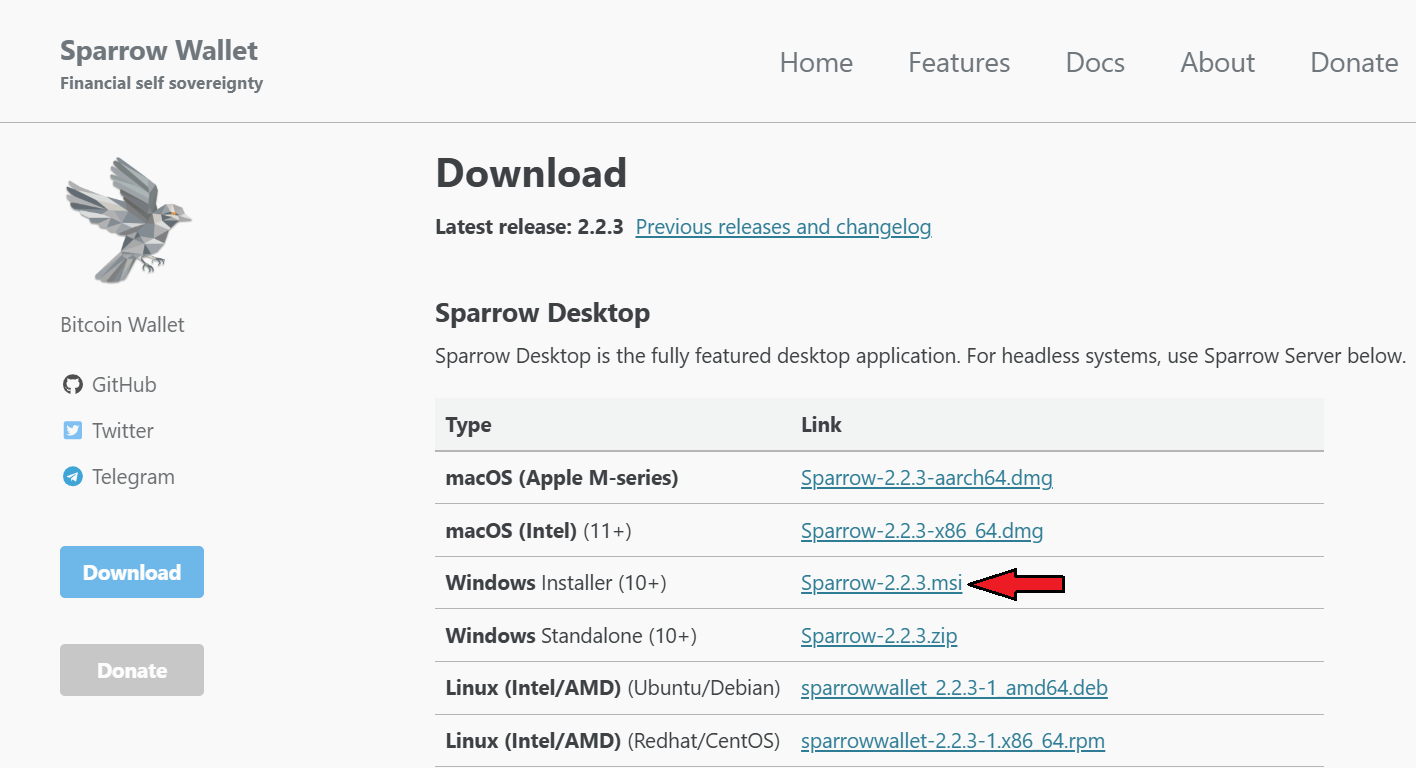 Sparrow Wallet
Financial self sovereignty
Home Features Docs About Donate
Bitcoin Wallet
GitHub
Twitter
Telegram
Download
Donate
Download
Latest release: 2.2.3 Previous releases and changelog
Sparrow Desktop
Sparrow Desktop is the fully featured desktop application. For headless systems, use Sparrow Server below.
Type Link
macOS (Apple M-series) Sparrow-2.2.3-aarch64.dmg
macOS (Intel) (11+) Sparrow-2.2.3-x86_64.dmg
Windows Installer (10+) Sparrow-2.2.3.msi
Windows Standalone (10+) Sparrow-2.2.3.zip
Linux (Intel/AMD) (Ubuntu/Debian) sparrowwallet_2.2.3-1_amd64.deb
Linux (Intel/AMD) (Redhat/CentOS) sparrowwallet-2.2.3-1.x86_64.rpm